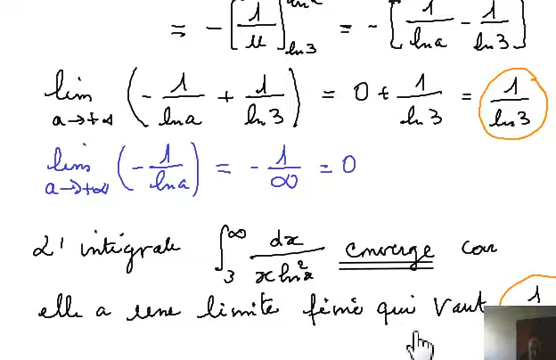 = -[1/u]_{ln3}^{lna} = -[1/lna - 1/ln3]
lim_{a→+∞} (-1/lna + 1/ln3) = 0 + 1/ln3 = 1/ln3
lim_{a→+∞} (-1/lna) = -1/∞ = 0
L'intégrale ∫_3^∞ dx/(x ln²x) converge car
elle a une limite finie qui vaut 1